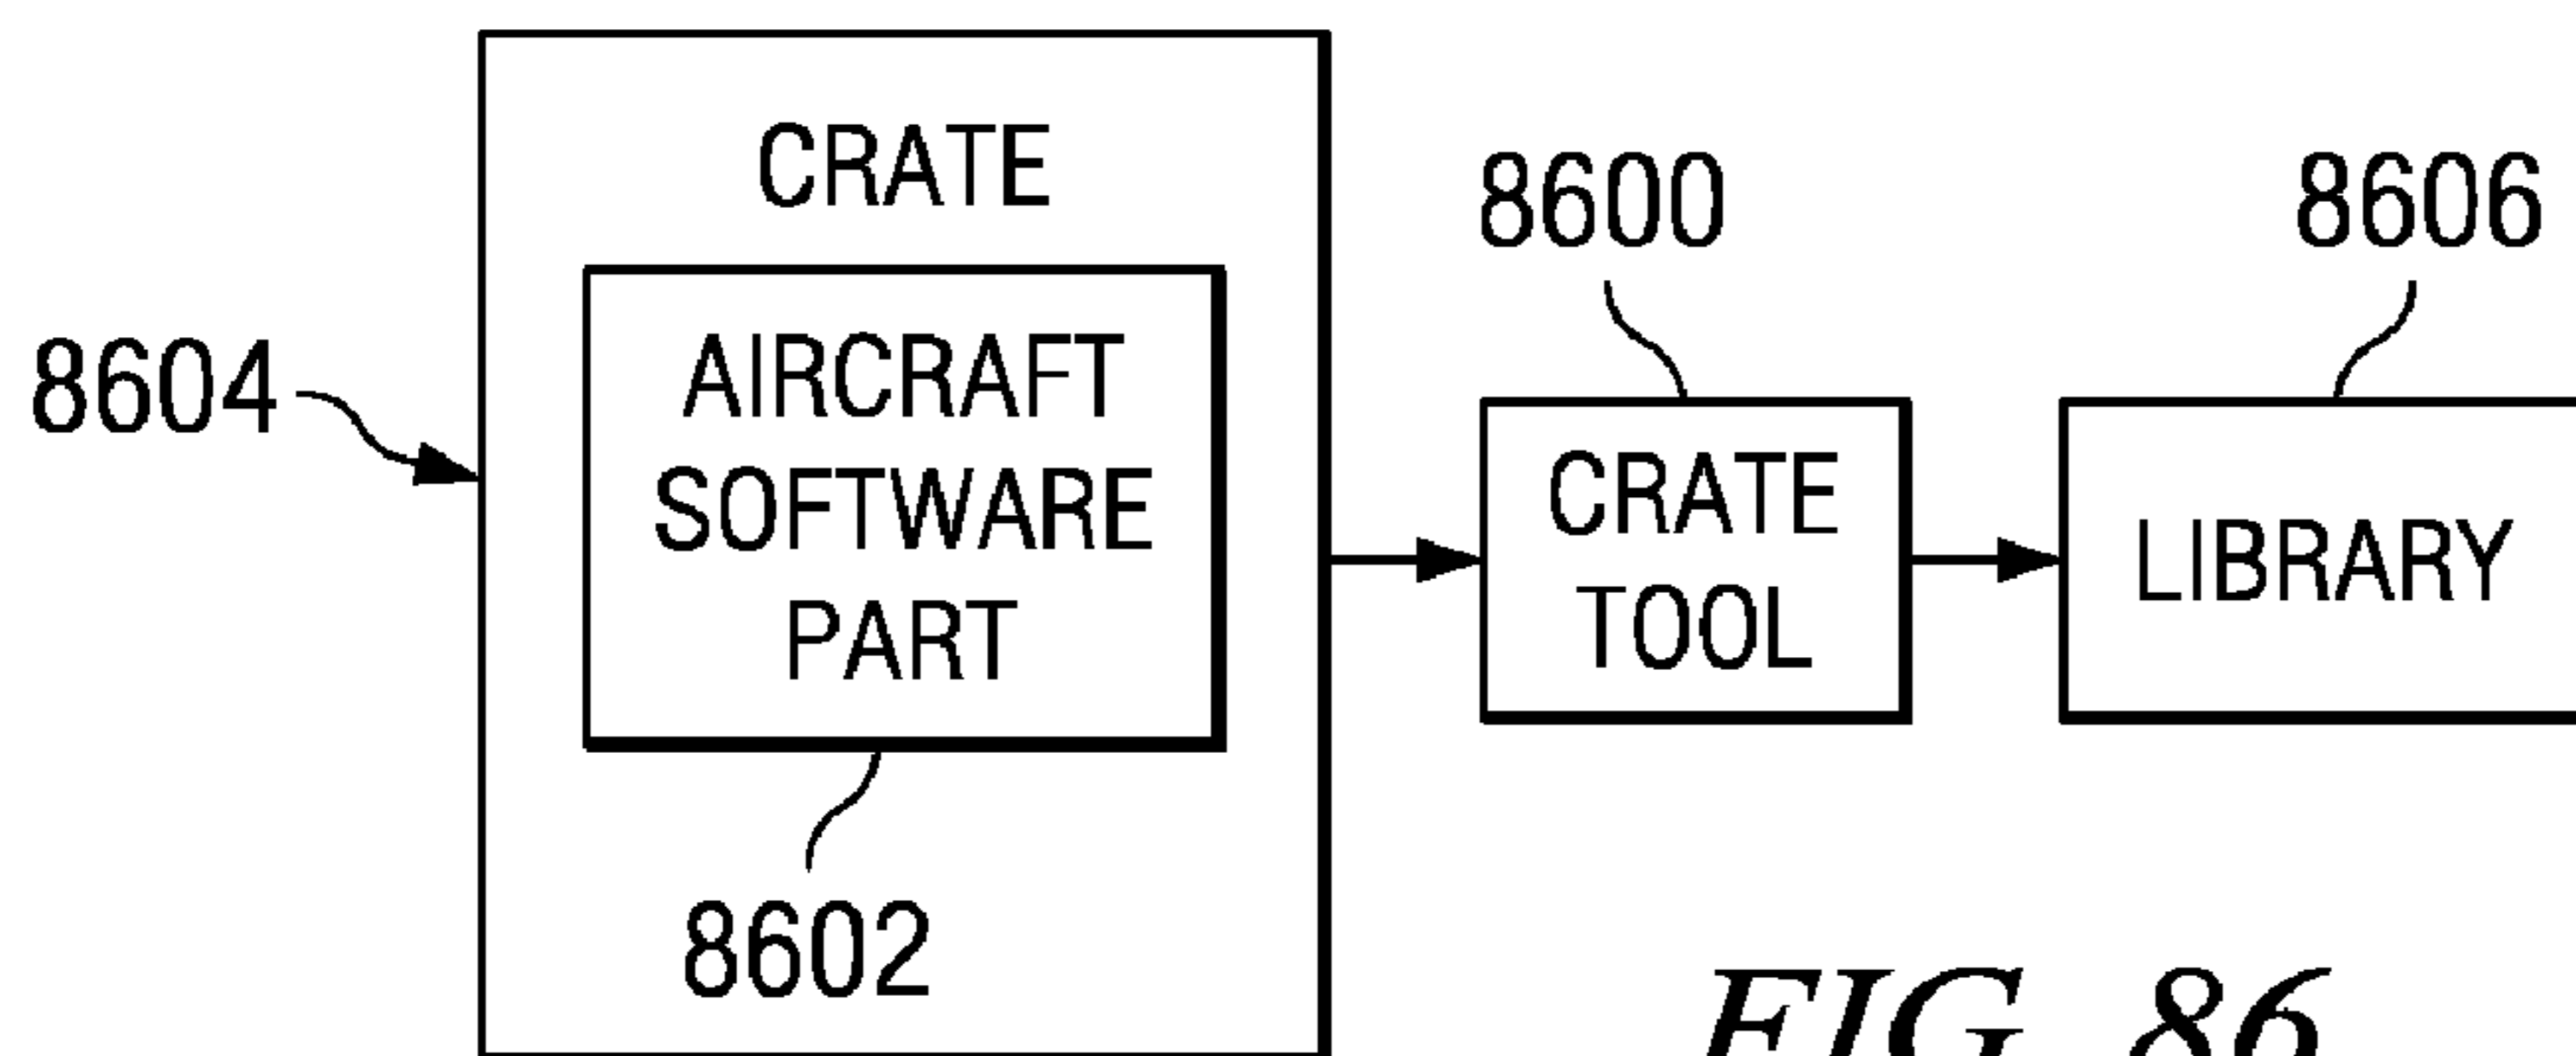 CRATE
8604
AIRCRAFT
SOFTWARE
PART
8602
8600
CRATE
TOOL
8606
LIBRARY
FIG. 86